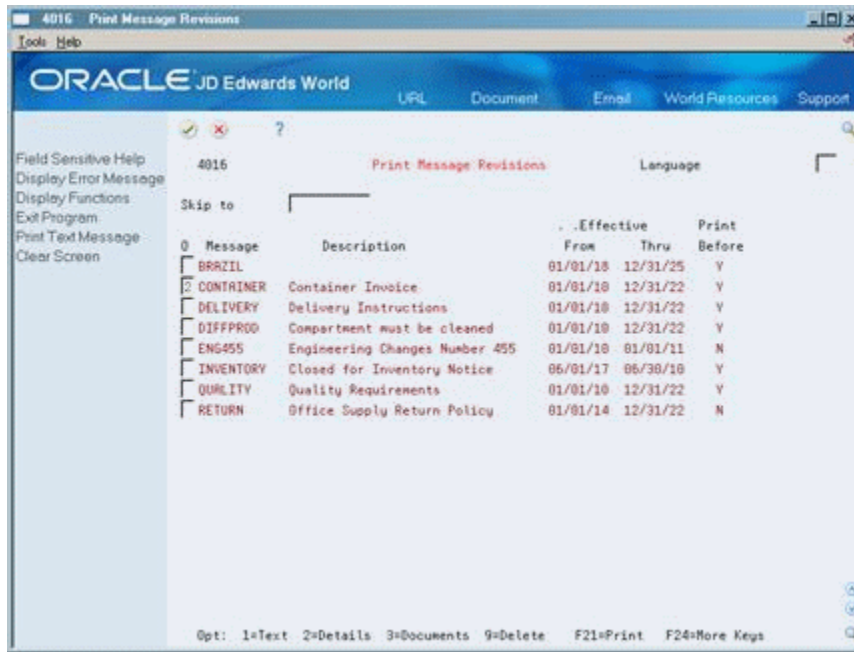 4016 Print Message Revisions
Tools Help
ORACLE JD Edwards World
URL Document Email World Resources Support
?
Field Sensitive Help
Display Error Message
Display Functions
Exit Program
Print Text Message
Clear Screen
4016 Print Message Revisions Language
Skip to
. .Effective Print
O Message Description From Thru Before
BRAZIL 01/01/18 12/31/25 Y
2 CONTAINER Container Invoice 01/01/10 12/31/22 Y
DELIVERY Delivery Instructions 01/01/10 12/31/22 Y
DIFFPROD Compartment must be cleaned 01/01/10 12/31/22 Y
ENG455 Engineering Changes Number 455 01/01/10 01/01/11 N
INVENTORY Closed for Inventory Notice 06/01/17 06/30/18 Y
QUALITY Quality Requirements 01/01/10 12/31/22 Y
RETURN Office Supply Return Policy 01/01/14 12/31/22 N
Opt: 1=Text 2=Details 3=Documents 9=Delete F21=Print F24=More Keys